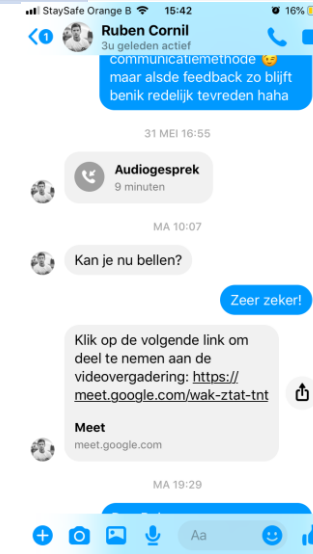 StaySafe Orange B 15:42 16%
1 Ruben Cornil
3u geleden actief
communicatiemethode 😉
maar alsde feedback zo blijft
benik redelijk tevreden haha
31 MEI 16:55
Audiogesprek
9 minuten
MA 10:07
Kan je nu bellen?
Zeer zeker!
Klik op de volgende link om
deel te nemen aan de
videovergadering: https://
meet.google.com/wak-ztat-tnt
Meet
meet.google.com
MA 19:29
Aa